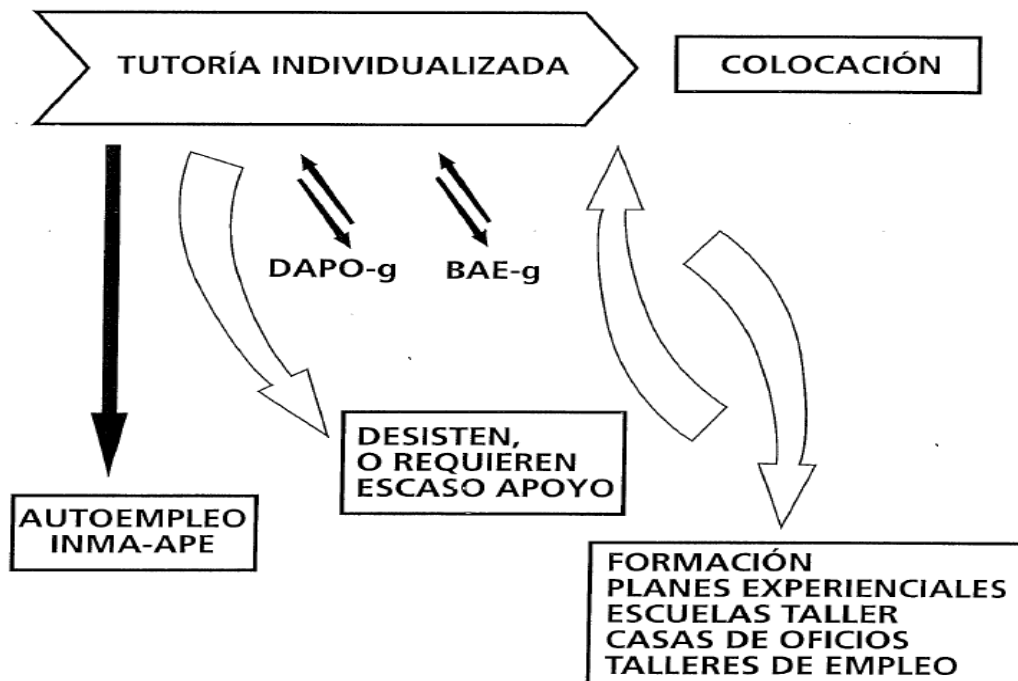 TUTORÍA INDIVIDUALIZADA
COLOCACIÓN
DAPO-g
BAE-g
DESISTEN,
O REQUIEREN
ESCASO APOYO
AUTOEMPLEO
INMA-APE
FORMACIÓN
PLANES EXPERIENCIALES
ESCUELAS TALLER
CASAS DE OFICIOS
TALLERES DE EMPLEO